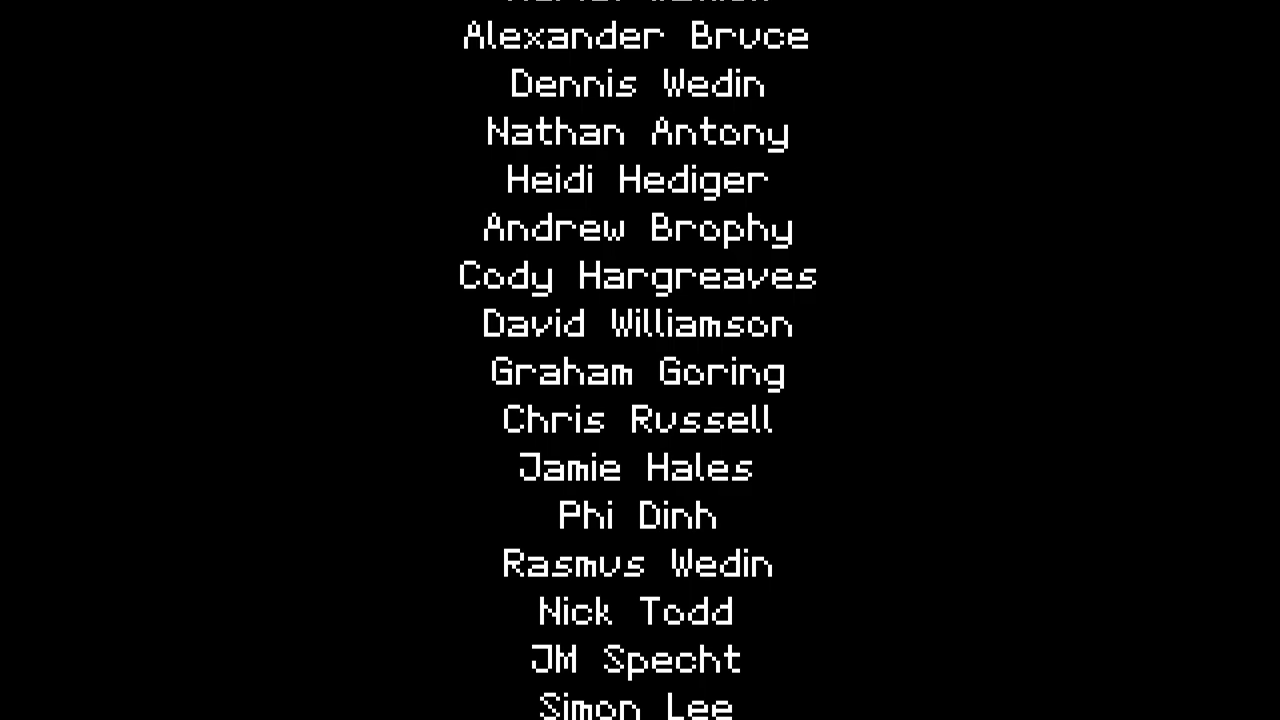 Alexander Bruce
Dennis Wedin
Nathan Antony
Heidi Hediger
Andrew Brophy
Cody Hargreaves
David Williamson
Graham Goring
Chris Russell
Jamie Hales
Phi Dinh
Rasmus Wedin
Nick Todd
JM Specht
Simon Lee